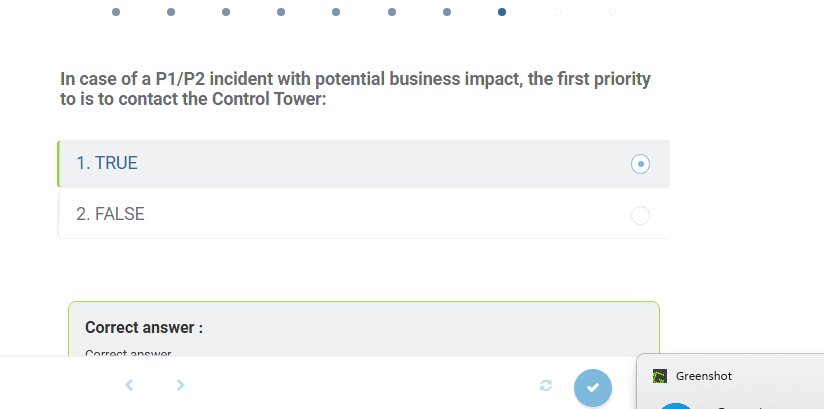 In case of a P1/P2 incident with potential business impact, the first priority
to is to contact the Control Tower:
1. TRUE
2. FALSE
Correct answer :
Correct answer
Greenshot